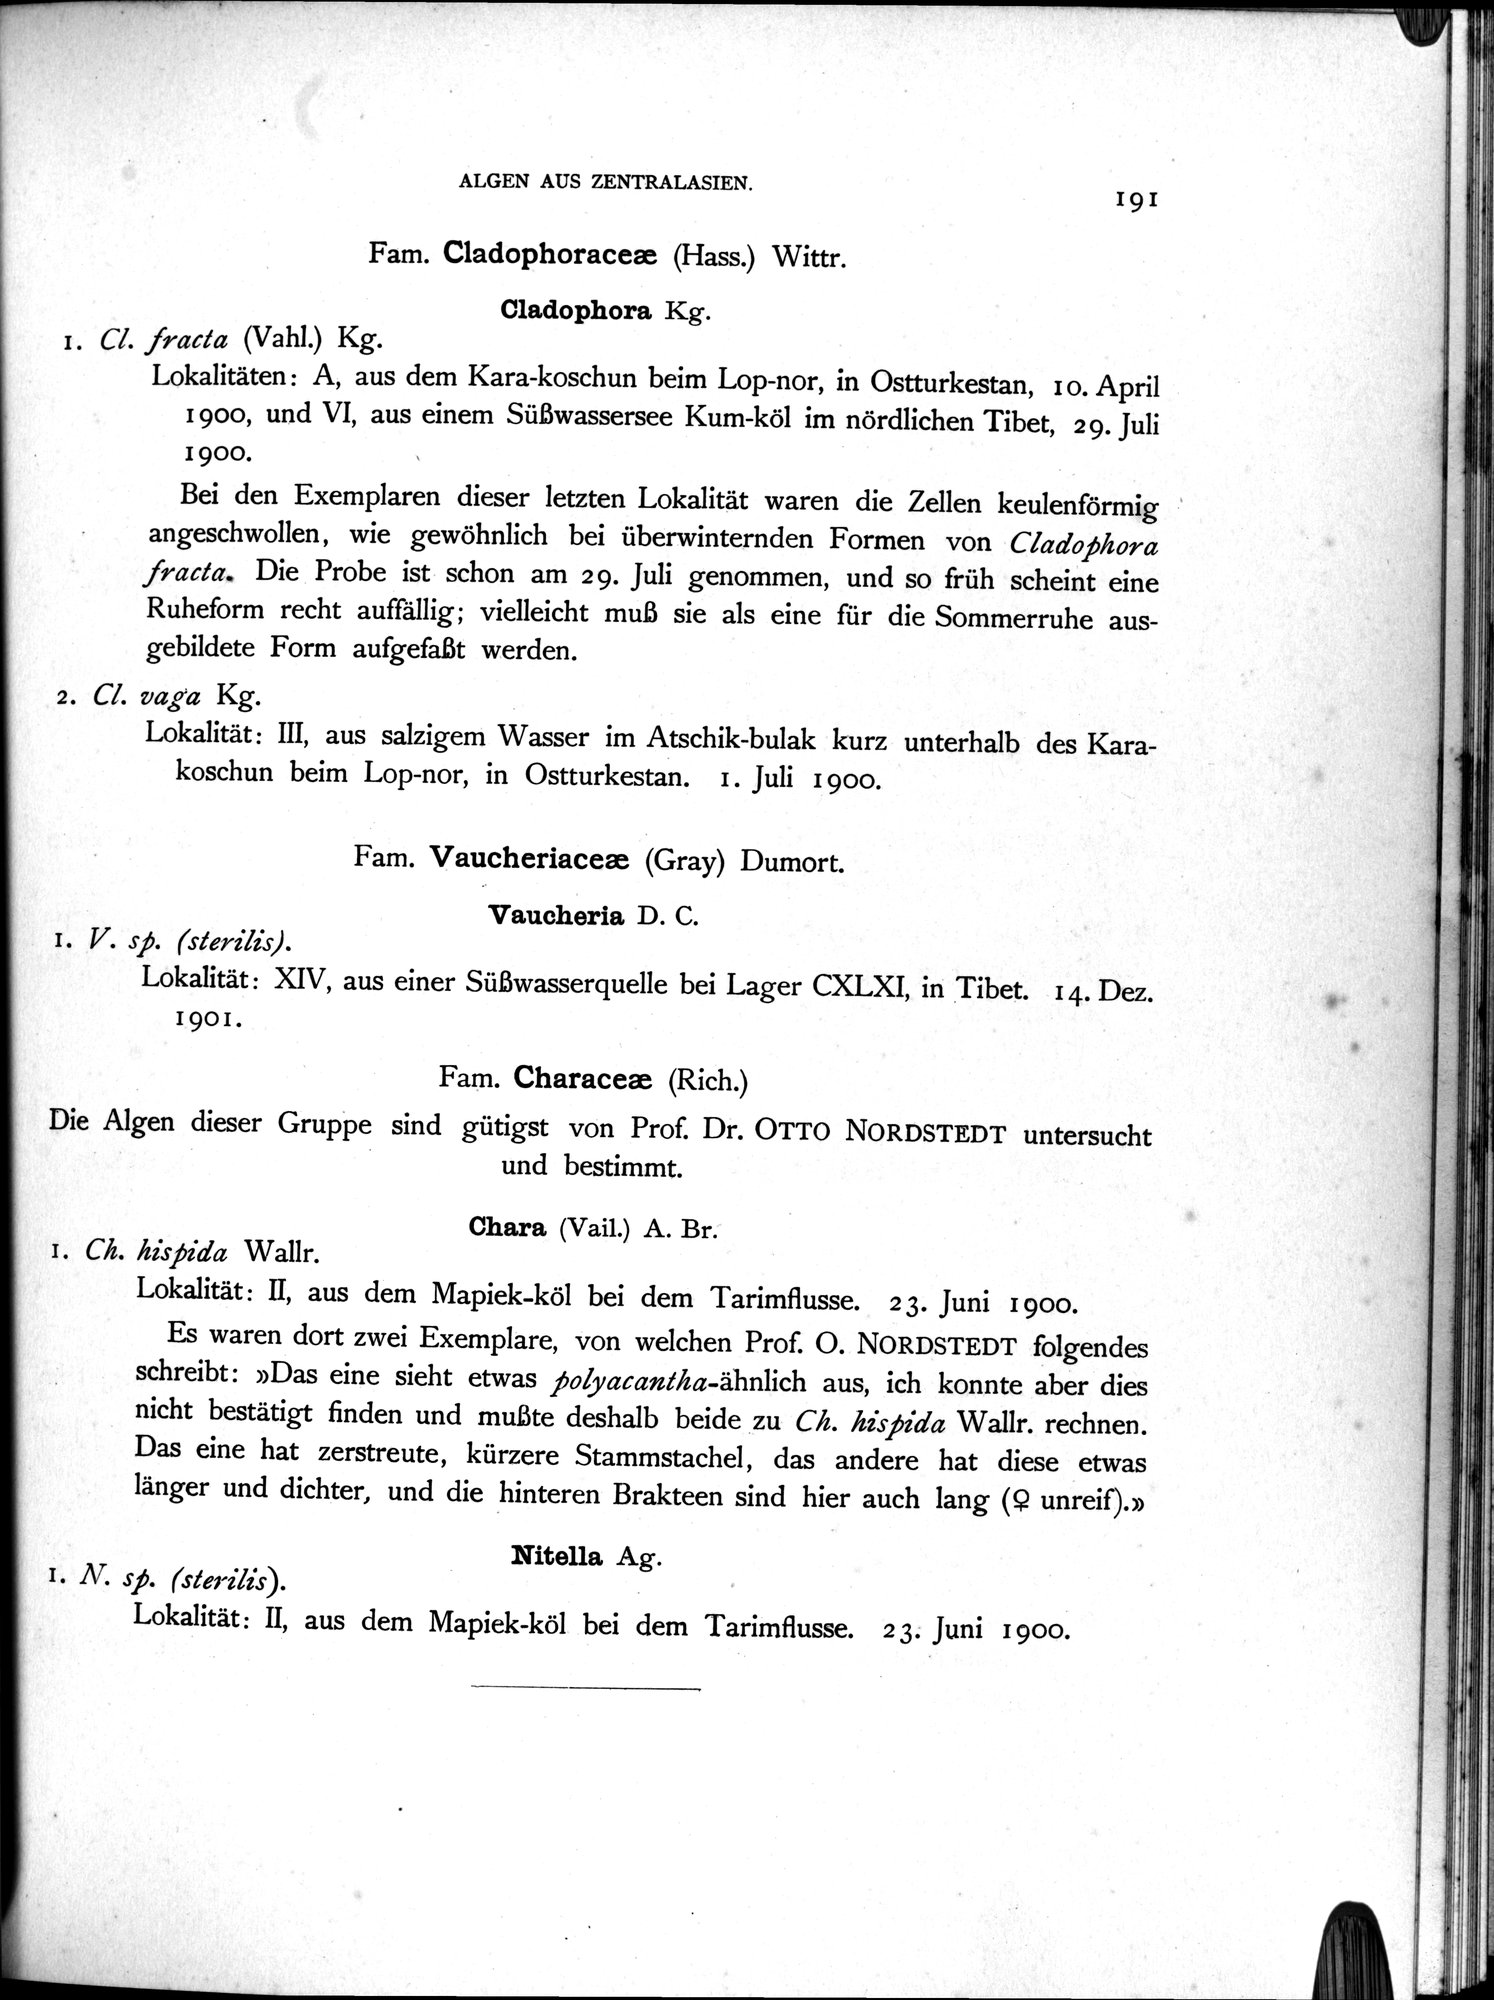 ALGEN AUS ZENTRALASIEN.
191
Fam. Cladophoraceæ (Hass.) Wittr.
Cladophora Kg.
1. Cl. fracta (Vahl.) Kg.
Lokalitäten: A, aus dem Kara-koschun beim Lop-nor, in Ostturkestan, 10. April
1900, und VI, aus einem Süßwassersee Kum-köl im nördlichen Tibet, 29. Juli
1900.
Bei den Exemplaren dieser letzten Lokalität waren die Zellen keulenförmig
angeschwollen, wie gewöhnlich bei überwinternden Formen von Cladophora
fracta. Die Probe ist schon am 29. Juli genommen, und so früh scheint eine
Ruheform recht auffällig; vielleicht muß sie als eine für die Sommerruhe aus-
gebildete Form aufgefaßt werden.
2. Cl. vaga Kg.
Lokalität: III, aus salzigem Wasser im Atschik-bulak kurz unterhalb des Kara-
koschun beim Lop-nor, in Ostturkestan. 1. Juli 1900.
Fam. Vaucheriaceæ (Gray) Dumort.
Vaucheria D. C.
1. V. sp. (sterilis).
Lokalität: XIV, aus einer Süßwasserquelle bei Lager CXLXI, in Tibet. 14. Dez.
1901.
Fam. Characeæ (Rich.)
Die Algen dieser Gruppe sind gütigst von Prof. Dr. OTTO NORDSTEDT untersucht
und bestimmt.
Chara (Vail.) A. Br.
1. Ch. hispida Wallr.
Lokalität: II, aus dem Mapiek-köl bei dem Tarimflusse. 23. Juni 1900.
Es waren dort zwei Exemplare, von welchen Prof. O. NORDSTEDT folgendes
schreibt: »Das eine sieht etwas polyacantha-ähnlich aus, ich konnte aber dies
nicht bestätigt finden und mußte deshalb beide zu Ch. hispida Wallr. rechnen.
Das eine hat zerstreute, kürzere Stammstachel, das andere hat diese etwas
länger und dichter, und die hinteren Brakteen sind hier auch lang (♀ unreif).»
Nitella Ag.
1. N. sp. (sterilis).
Lokalität: II, aus dem Mapiek-köl bei dem Tarimflusse. 23. Juni 1900.